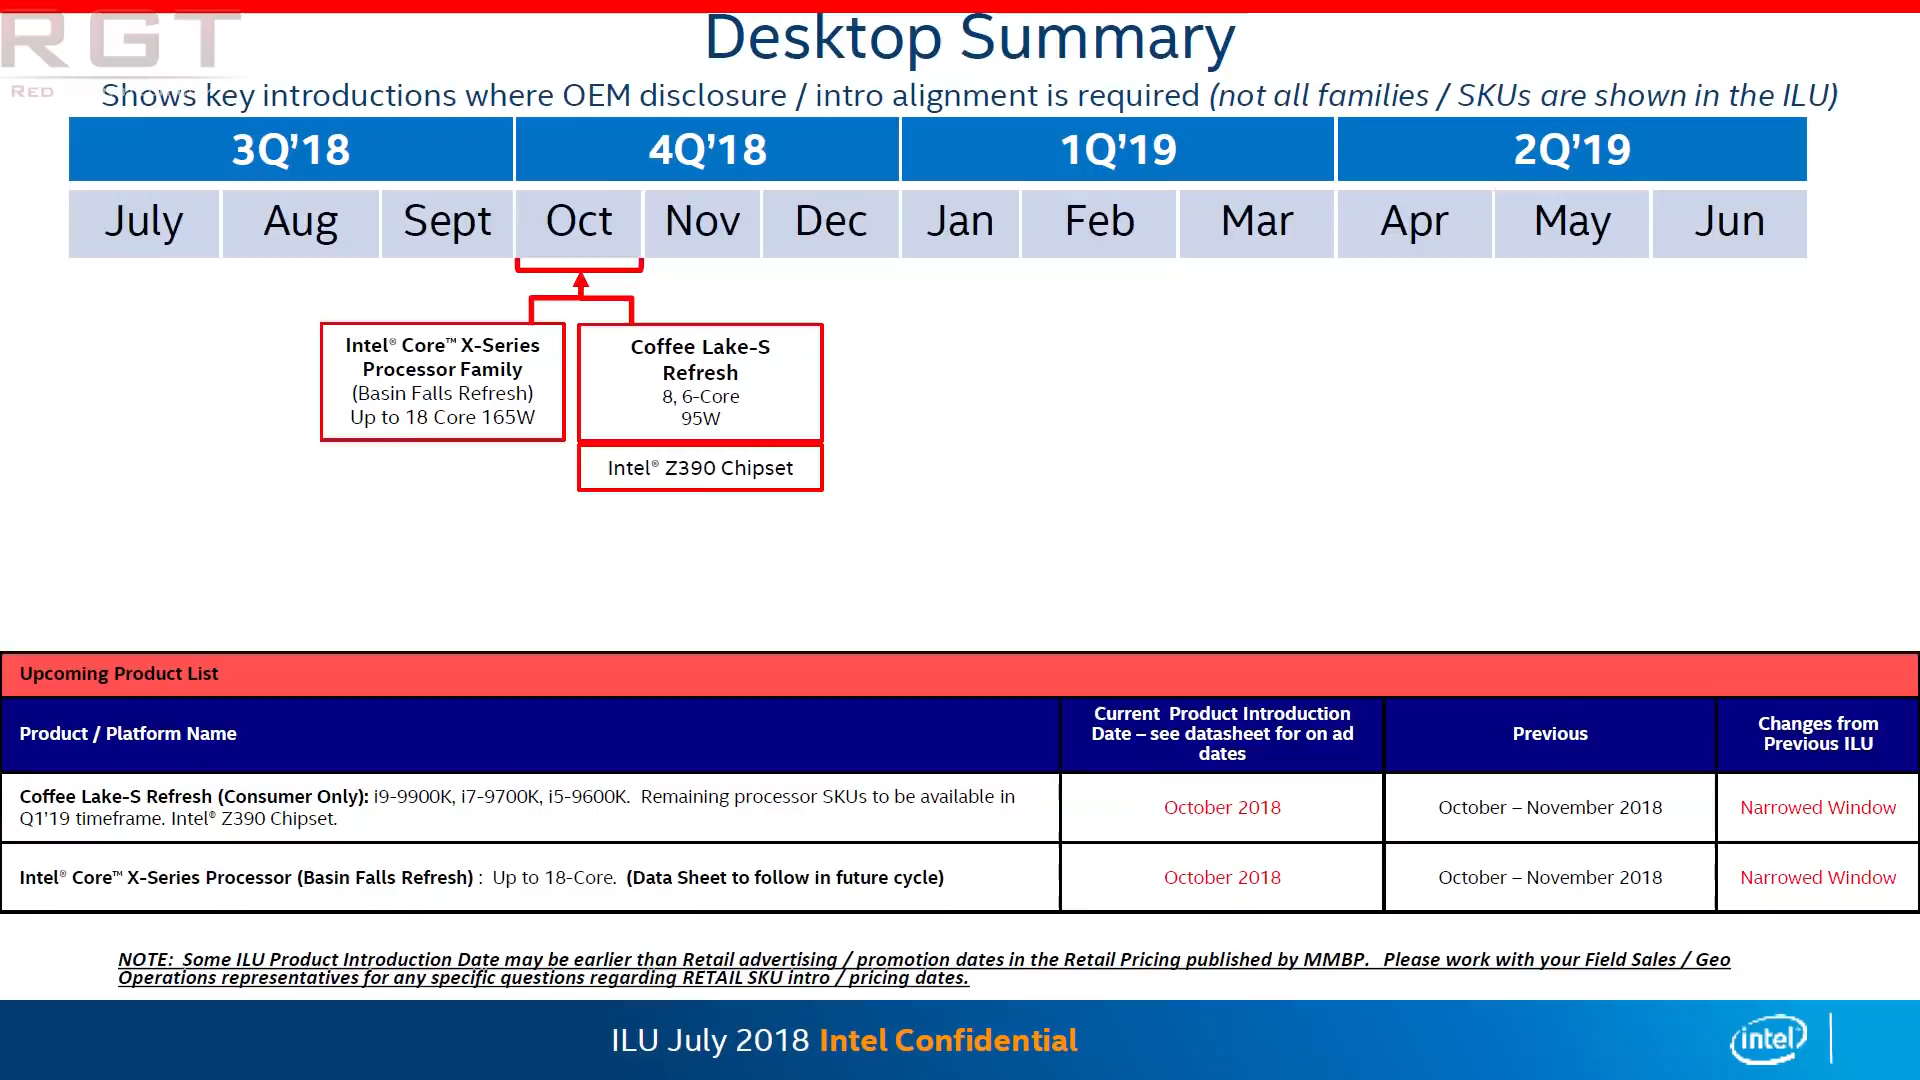 RGT
RED
Desktop Summary
Shows key introductions where OEM disclosure / intro alignment is required (not all families / SKUs are shown in the ILU)
3Q’18 4Q’18 1Q’19 2Q’19
July Aug Sept Oct Nov Dec Jan Feb Mar Apr May Jun
Intel® Core™ X-Series
Processor Family
(Basin Falls Refresh)
Up to 18 Core 165W
Coffee Lake-S
Refresh
8, 6-Core
95W
Intel® Z390 Chipset
Upcoming Product List
Product / Platform Name
Current Product Introduction
Date – see datasheet for on ad
dates
Previous
Changes from
Previous ILU
Coffee Lake-S Refresh (Consumer Only): i9-9900K, i7-9700K, i5-9600K. Remaining processor SKUs to be available in
Q1’19 timeframe. Intel® Z390 Chipset.
October 2018
October – November 2018
Narrowed Window
Intel® Core™ X-Series Processor (Basin Falls Refresh) : Up to 18-Core. (Data Sheet to follow in future cycle)
October 2018
October – November 2018
Narrowed Window
NOTE: Some ILU Product Introduction Date may be earlier than Retail advertising / promotion dates in the Retail Pricing published by MMBP. Please work with your Field Sales / Geo
Operations representatives for any specific questions regarding RETAIL SKU intro / pricing dates.
ILU July 2018 Intel Confidential
intel